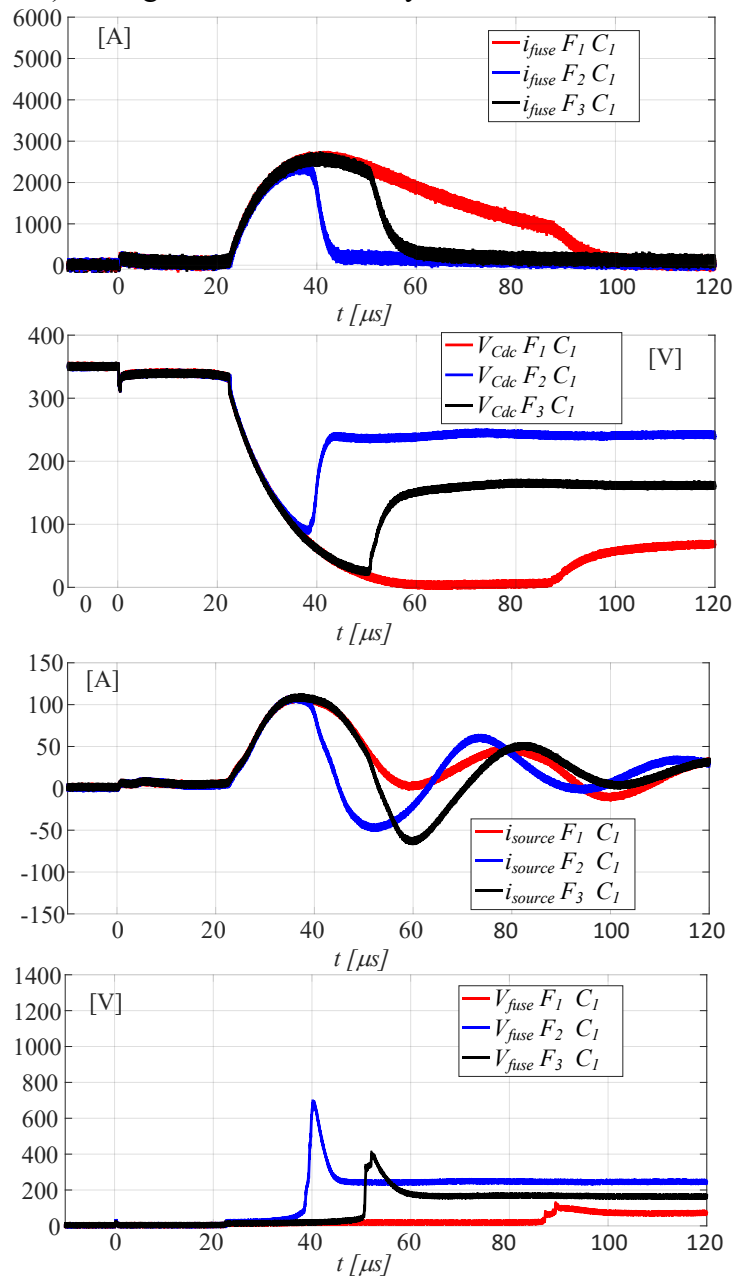 6000
[A]
5000
4000
3000
2000
1000
0
i_fuse F_1 C_1
i_fuse F_2 C_1
i_fuse F_3 C_1
0 20 40 60 80 100 120
t [μs]
400
300
200
100
0
V_Cdc F_1 C_1
V_Cdc F_2 C_1
V_Cdc F_3 C_1
[V]
0 0 20 40 60 80 100 120
t [μs]
150
[A]
100
50
0
-50
-100
-150
i_source F_1 C_1
i_source F_2 C_1
i_source F_3 C_1
0 20 40 60 80 100 120
t [μs]
1400
[V]
1200
1000
800
600
400
200
0
V_fuse F_1 C_1
V_fuse F_2 C_1
V_fuse F_3 C_1
0 20 40 60 80 100 120
t [μs]